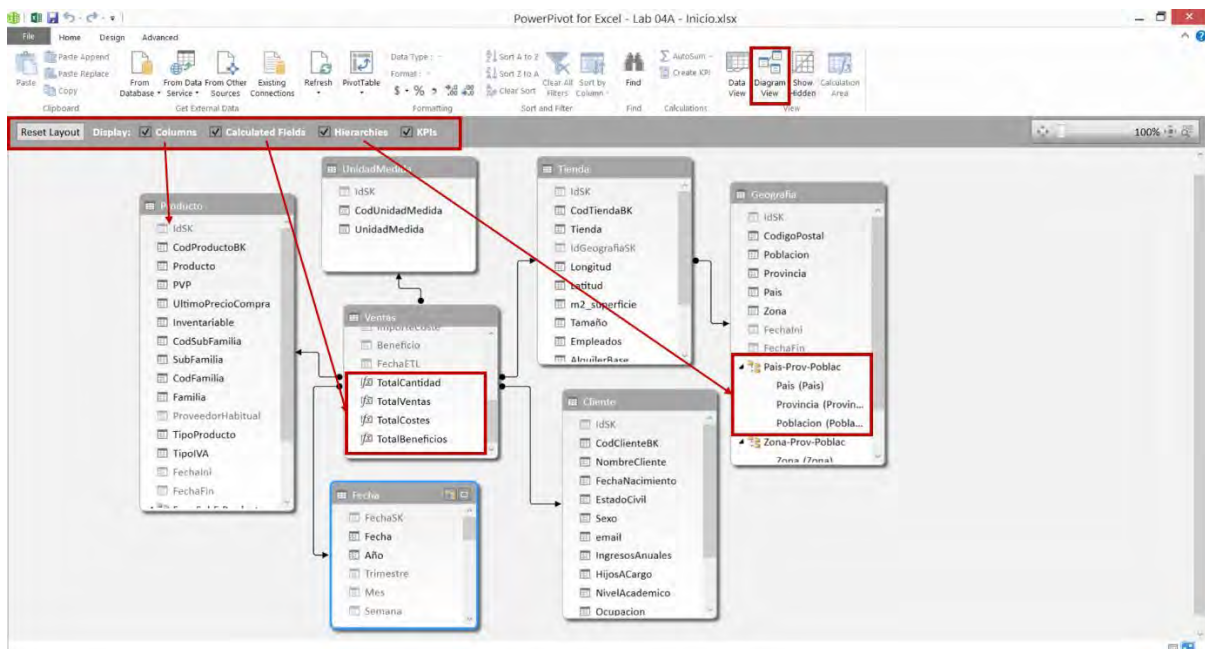 PowerPivot for Excel - Lab 04A - Inicio.xlsx
File Home Design Advanced
Paste
Paste Append
Paste Replace
Copy
Clipboard
From Database
From Data Service
From Other Sources
Existing Connections
Get External Data
Refresh
PivotTable
Data Type :
Format :
$ - % ,
Formatting
Sort A to Z
Sort Z to A
Clear Sort
Clear All Filters
Sort by Column
Sort and Filter
Find
Find
AutoSum
Create KPI
Calculations
Data View
Diagram View
Show Hidden
Calculation Area
View
Reset Layout Display: Columns Calculated Fields Hierarchies KPIs
100%
Producto
IdSK
CodProductoBK
Producto
PVP
UltimoPrecioCompra
Inventariable
CodSubFamilia
SubFamilia
CodFamilia
Familia
ProveedorHabitual
TipoProducto
TipoIVA
FechaIni
FechaFin
UnidadMedida
IdSK
CodUnidadMedida
UnidadMedida
Ventas
ImporteCoste
Beneficio
FechaETL
TotalCantidad
TotalVentas
TotalCostes
TotalBeneficios
Fecha
FechaSK
Fecha
Año
Trimestre
Mes
Semana
Tienda
IdSK
CodTiendaBK
Tienda
IdGeografiaSK
Longitud
Latitud
m2_superficie
Tamaño
Empleados
AlquilerBase
Cliente
IdSK
CodClienteBK
NombreCliente
FechaNacimiento
EstadoCivil
Sexo
email
IngresosAnuales
HijosACargo
NivelAcademico
Ocupacion
Geografia
IdSK
CodigoPostal
Poblacion
Provincia
Pais
Zona
FechaIni
FechaFin
Pais-Prov-Poblac
Pais (Pais)
Provincia (Provin...
Poblacion (Pobla...
Zona-Prov-Poblac
Zona (Zona)